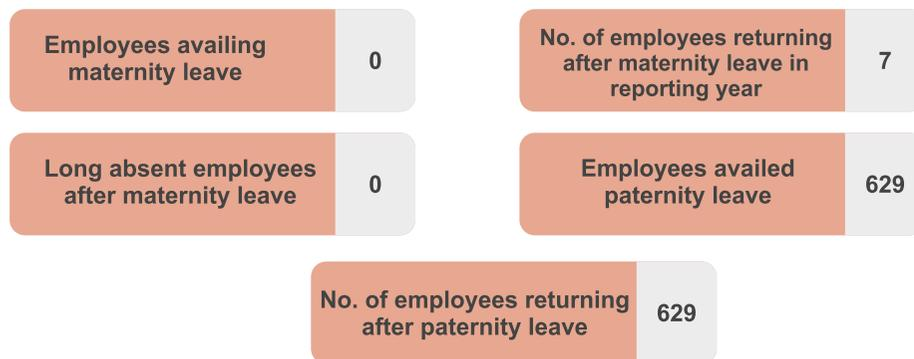 Employees availing
maternity leave
0
No. of employees returning
after maternity leave in
reporting year
7
Long absent employees
after maternity leave
0
Employees availed
paternity leave
629
No. of employees returning
after paternity leave
629